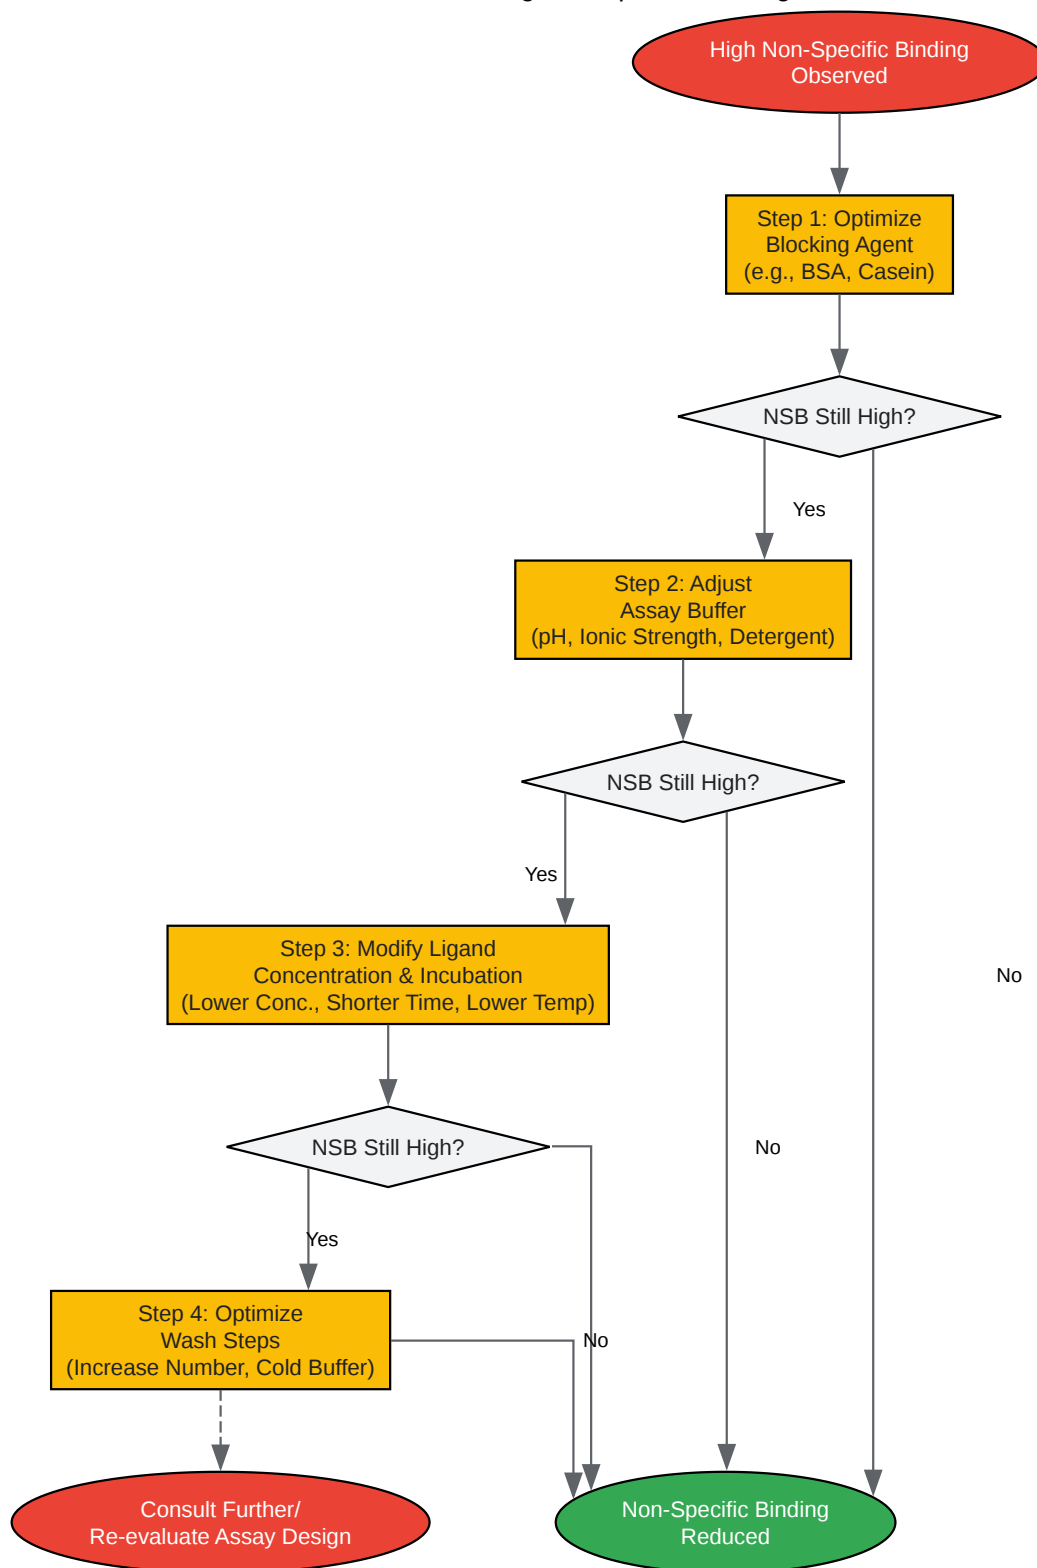 High Non-Specific Binding
Observed
Step 1: Optimize
Blocking Agent
(e.g., BSA, Casein)
NSB Still High?
Yes
Step 2: Adjust
Assay Buffer
(pH, Ionic Strength, Detergent)
NSB Still High?
Yes
Step 3: Modify Ligand
Concentration & Incubation
(Lower Conc., Shorter Time, Lower Temp)
No
NSB Still High?
No
Yes
Step 4: Optimize
Wash Steps
(Increase Number, Cold Buffer)
No
Consult Further/
Re-evaluate Assay Design
Non-Specific Binding
Reduced